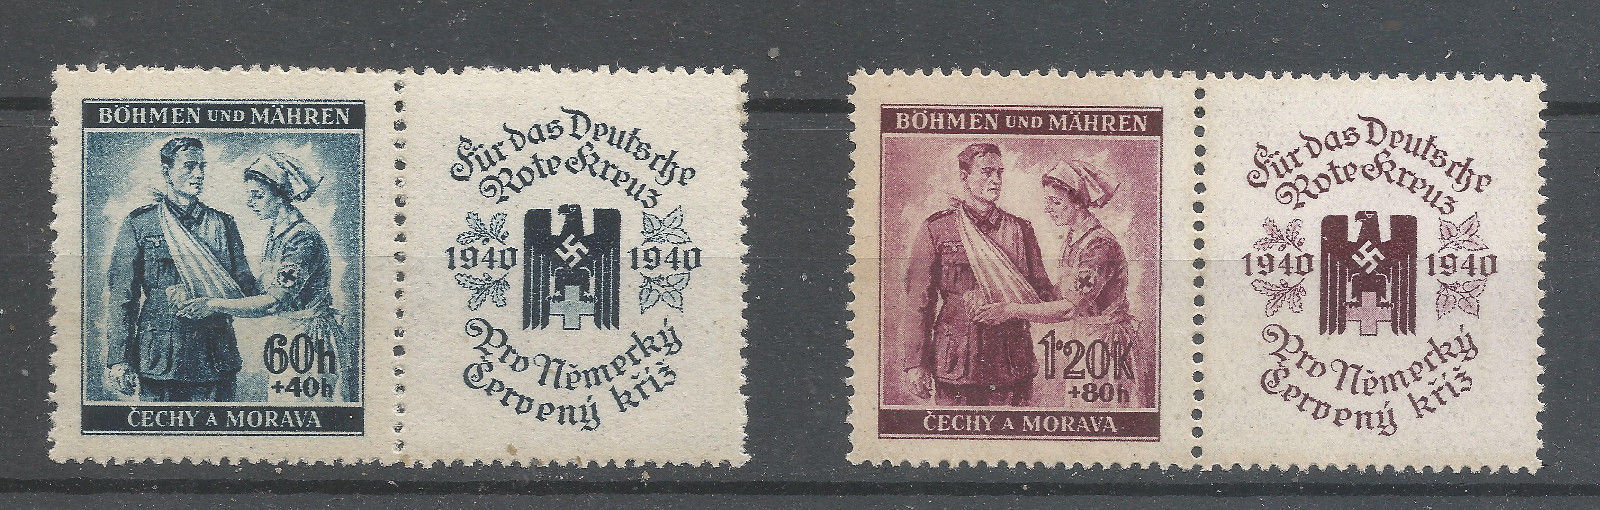 BÖHMEN UND MÄHREN
60h
+40h
ČECHY A MORAVA
Für das Deutsche
Rote Kreuz
1940 1940
Pro Německý
Červený kříž
BÖHMEN UND MÄHREN
1·20K
+80h
ČECHY A MORAVA
Für das Deutsche
Rote Kreuz
1940 1940
Pro Německý
Červený kříž